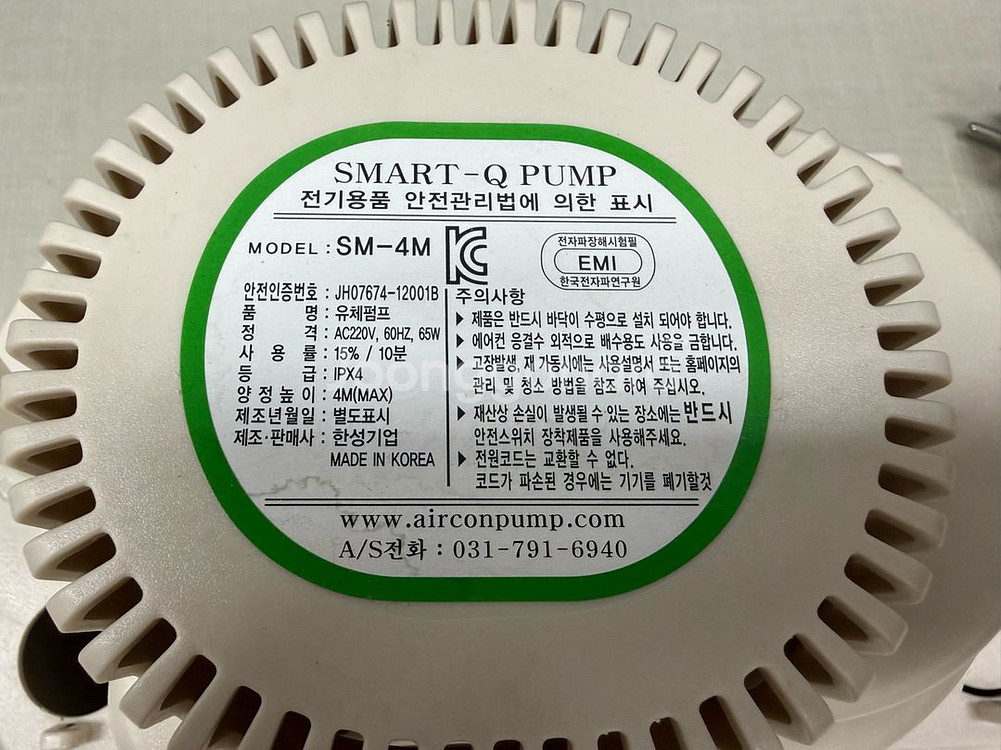 SMART-Q PUMP
전기용품 안전관리법에 의한 표시
MODEL : SM-4M
전자파장해시험필
EMI
한국전자파연구원
안전인증번호 : JH07674-12001B
품 명 : 유체펌프
정 격 : AC220V, 60HZ, 65W
사 용 율 : 15% / 10분
등 급 : IPX4
양 정 높 이 : 4M(MAX)
제조년월일 : 별도표시
제조·판매사 : 한성기업
MADE IN KOREA
주의사항
▶ 제품은 반드시 바닥이 수평으로 설치 되어야 합니다.
▶ 에어컨 응결수 외적으로 배수용도 사용을 금합니다.
▶ 고장발생, 재 가동시에는 사용설명서 또는 홈페이지의
관리 및 청소 방법을 참조 하여 주십시오.
▶ 재산상 손실이 발생될 수 있는 장소에는 반드시
안전스위치 장착제품을 사용해주세요.
▶ 전원코드는 교환할 수 없다.
코드가 파손된 경우에는 기기를 폐기할것
www.airconpump.com
A/S전화 : 031-791-6940